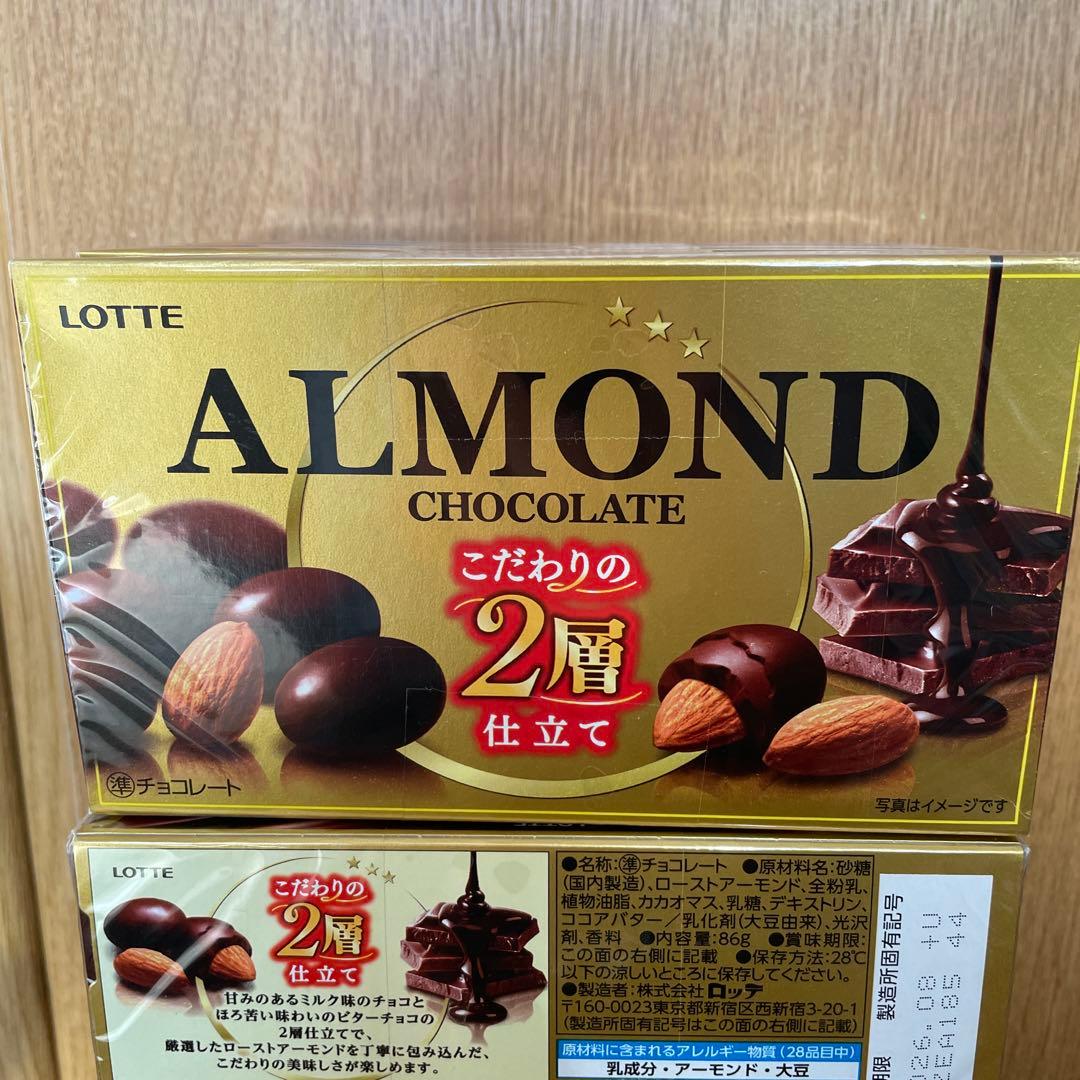 LOTTE
ALMOND
CHOCOLATE
こだわりの
2層
仕立て
準チョコレート
写真はイメージです
LOTTE
LOTTE
こだわりの
2層
仕立て
甘みのあるミルク味のチョコと
ほろ苦い味わいのビターチョコの
2層仕立てで、
厳選したローストアーモンドを丁寧に包み込んだ、
こだわりの美味しさが楽しめます。
●名称:準チョコレート ●原材料名:砂糖
(国内製造)、ローストアーモンド、全粉乳、
植物油脂、カカオマス、乳糖、デキストリン、
ココアバター/乳化剤(大豆由来)、光沢
剤、香料 ●内容量:86g ●賞味期限:
この面の右側に記載 ●保存方法:28℃
以下の涼しいところに保存してください。
●製造者:株式会社ロッテ
〒160-0023東京都新宿区西新宿3-20-1
(製造所固有記号はこの面の右側に記載)
原材料に含まれるアレルギー物質(28品目中)
乳成分・アーモンド・大豆
製造所固有記号
期限
26.08 +U
EA185 44